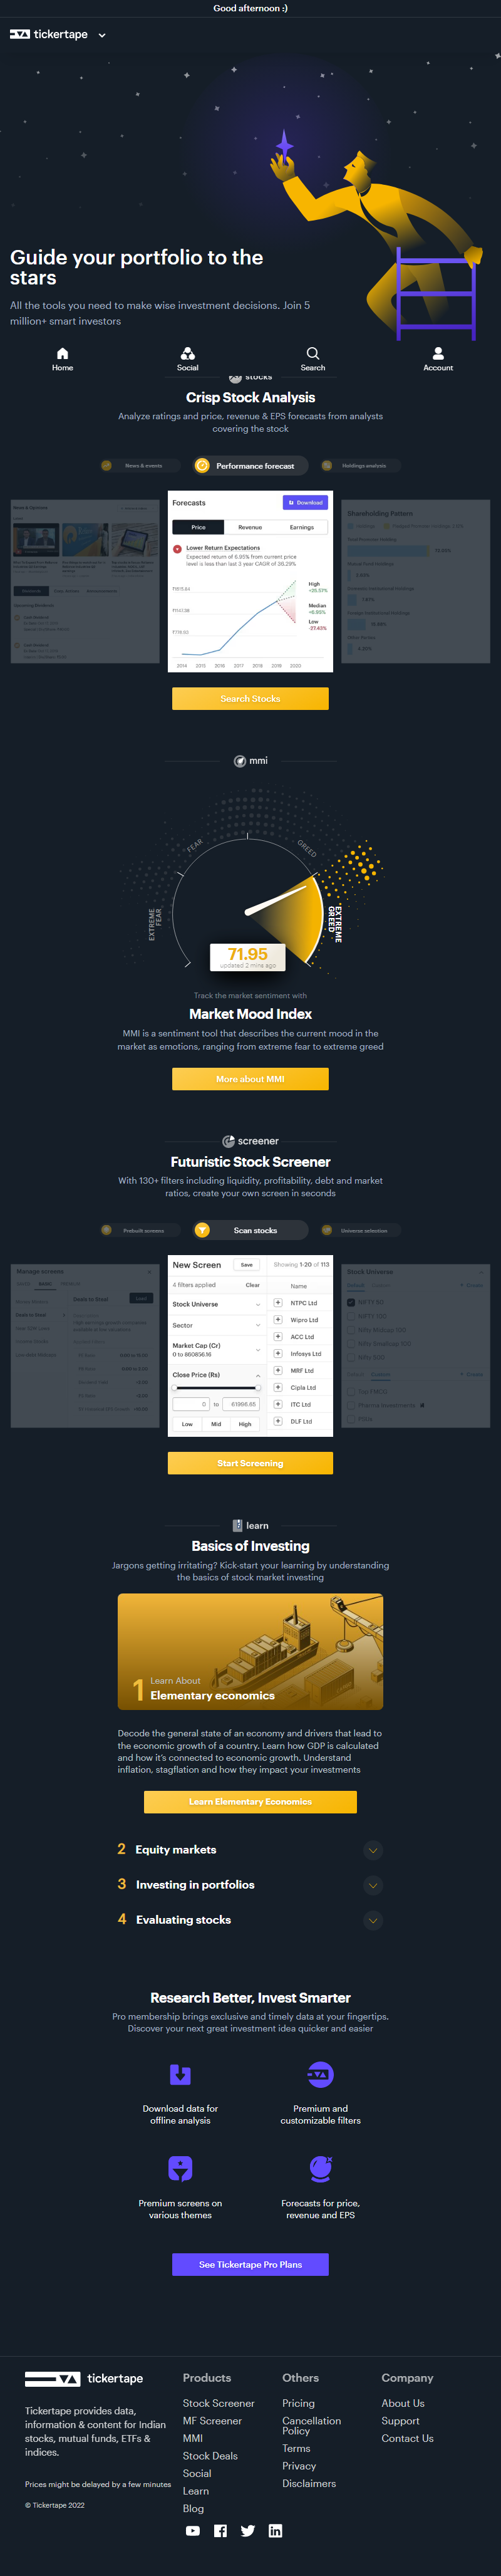 Good afternoon :)
tickertape
Guide your portfolio to the
stars
All the tools you need to make wise investment decisions. Join 5
million+ smart investors
Home
Social
Search
Account
stocks
Crisp Stock Analysis
Analyze ratings and price, revenue & EPS forecasts from analysts
covering the stock
News & events
Performance forecast
Holdings analysis
Forecasts
Download
Price
Revenue
Earnings
Lower Return Expectations
Expected return of 6.95% from current price
level is less than last 3 year CAGR of 20.29%
High
Median
Low
2014 2015 2016 2017 2018 2019 2020
Shareholding Pattern
Search Stocks
mmi
EXTREME
FEAR
FEAR
GREED
EXTREME
GREED
71.95
updated 2 mins ago
Track the market sentiment with
Market Mood Index
MMI is a sentiment tool that describes the current mood in the
market as emotions, ranging from extreme fear to extreme greed
More about MMI
screener
Futuristic Stock Screener
With 130+ filters including liquidity, profitability, debt and market
ratios, create your own screen in seconds
Prebuilt screens
Scan stocks
Universe selection
Manage screens
New Screen
Save
Showing 1-20 of 113
4 filters applied
Clear
Name
Stock Universe
Sector
Market Cap (Cr)
0 to 860856.16
Close Price (Rs)
0 to 61966.65
Low
Mid
High
NTPC Ltd
Wipro Ltd
ACC Ltd
Infosys Ltd
MRF Ltd
Cipla Ltd
ITC Ltd
DLF Ltd
Stock Universe
Start Screening
learn
Basics of Investing
Jargons getting irritating? Kick-start your learning by understanding
the basics of stock market investing
1
Learn About
Elementary economics
Decode the general state of an economy and drivers that lead to
the economic growth of a country. Learn how GDP is calculated
and how it's connected to economic growth. Understand
inflation, stagflation and how they impact your investments
Learn Elementary Economics
2 Equity markets
3 Investing in portfolios
4 Evaluating stocks
Research Better, Invest Smarter
Pro membership brings exclusive and timely data at your fingertips.
Discover your next great investment idea quicker and easier
Download data for
offline analysis
Premium and
customizable filters
Premium screens on
various themes
Forecasts for price,
revenue and EPS
See Tickertape Pro Plans
tickertape
Tickertape provides data,
information & content for Indian
stocks, mutual funds, ETFs &
indices.
Prices might be delayed by a few minutes
© Tickertape 2022
Products
Stock Screener
MF Screener
MMI
Stock Deals
Social
Learn
Blog
Others
Pricing
Cancellation
Policy
Terms
Privacy
Disclaimers
Company
About Us
Support
Contact Us